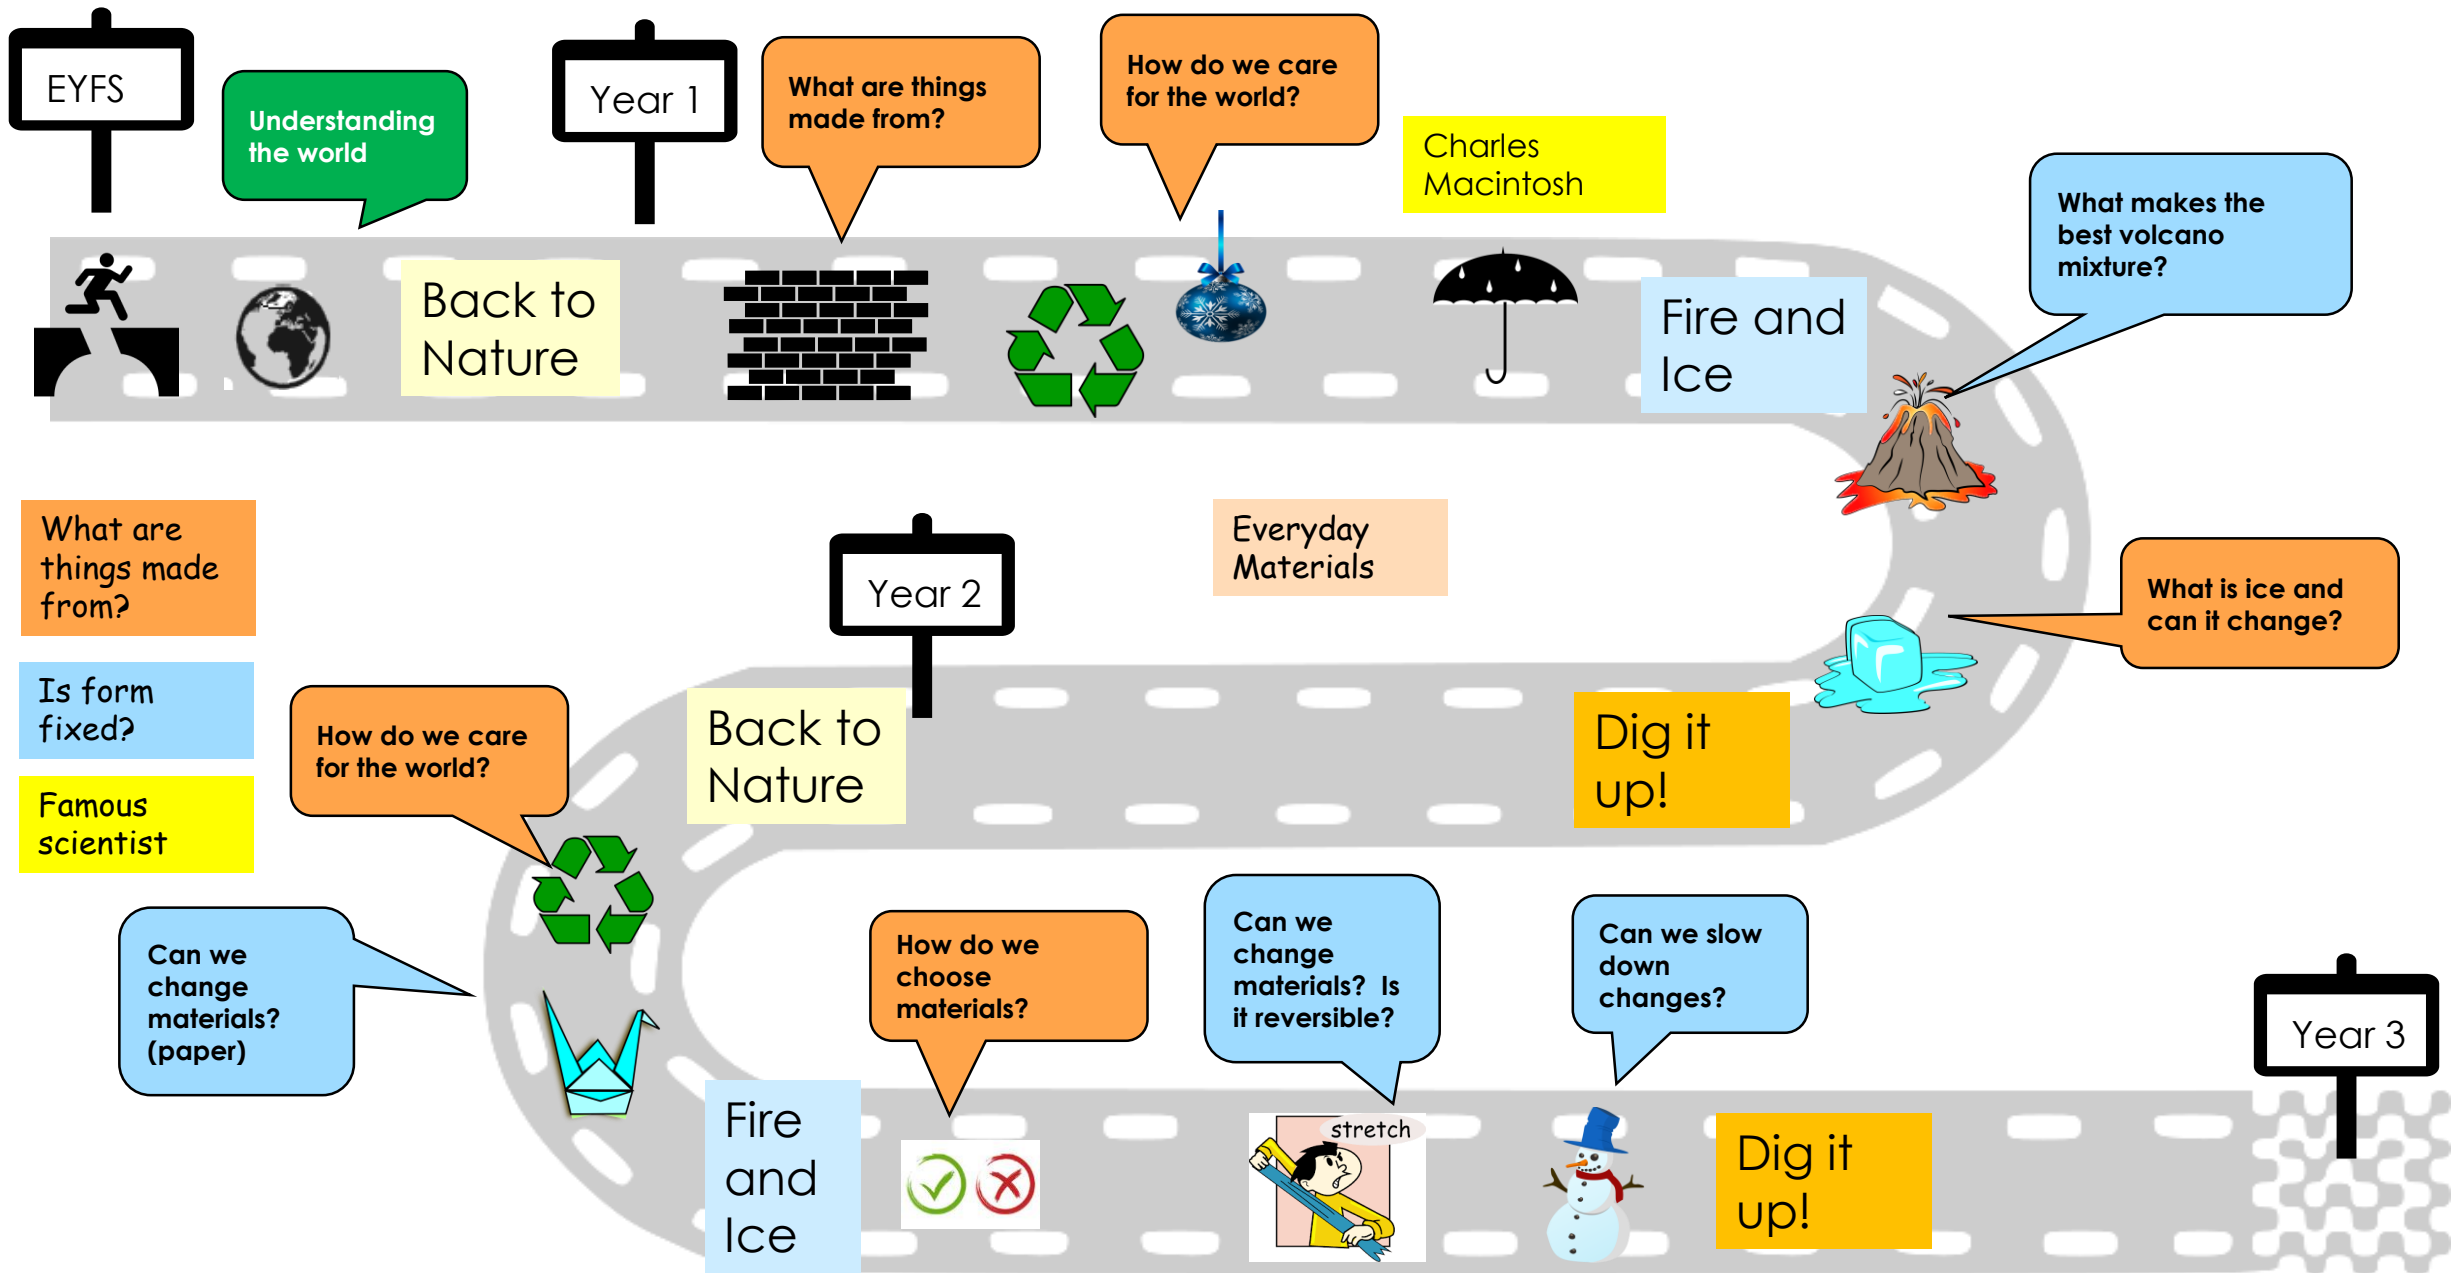 EYFS
Understanding
the world
Year 1
What are things
made from?
How do we care
for the world?
Charles
Macintosh
What makes the
best volcano
mixture?
Back to
Nature
Fire and
Ice
What are
things made
from?
Is form
fixed?
Famous
scientist
Everyday
Materials
What is ice and
can it change?
Year 2
Dig it
up!
Back to
Nature
How do we care
for the world?
Can we
change
materials?
(paper)
Fire
and
Ice
How do we
choose
materials?
Can we
change
materials?  Is
it reversible?
stretch
Can we slow
down
changes?
Dig it
up!
Year 3